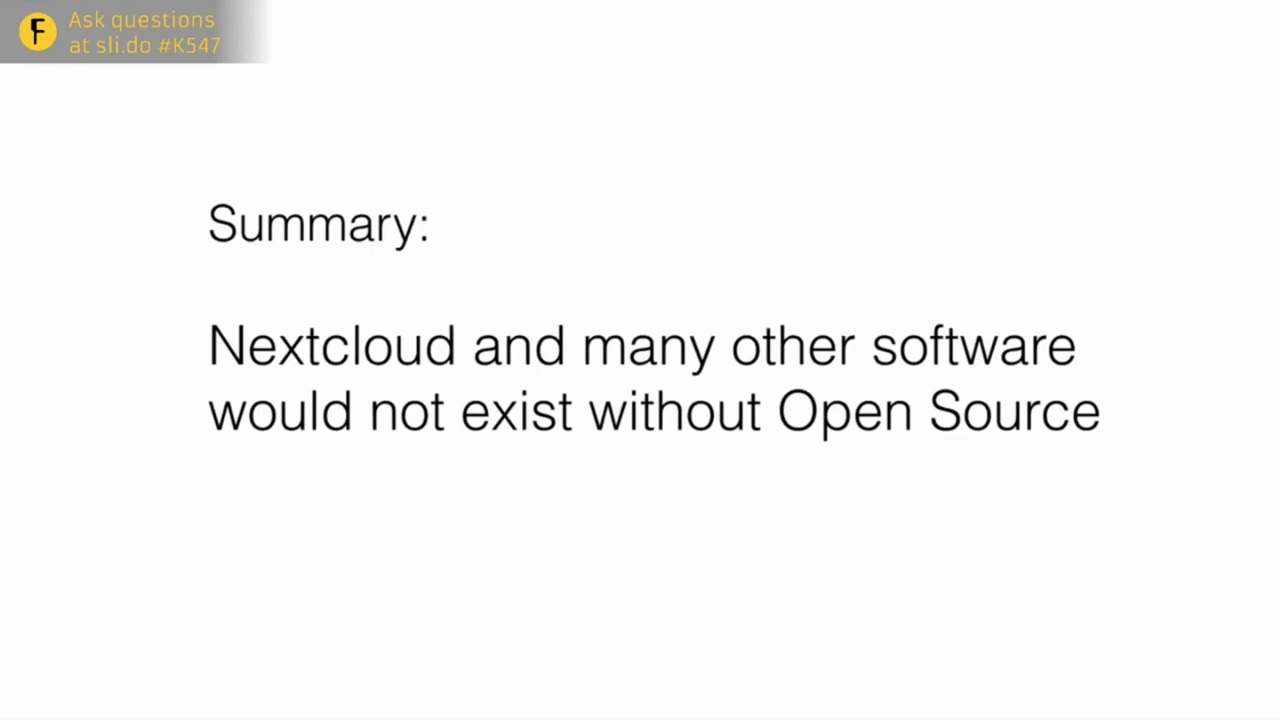 F
Ask questions
at sli.do #K547
Summary:
Nextcloud and many other software
would not exist without Open Source